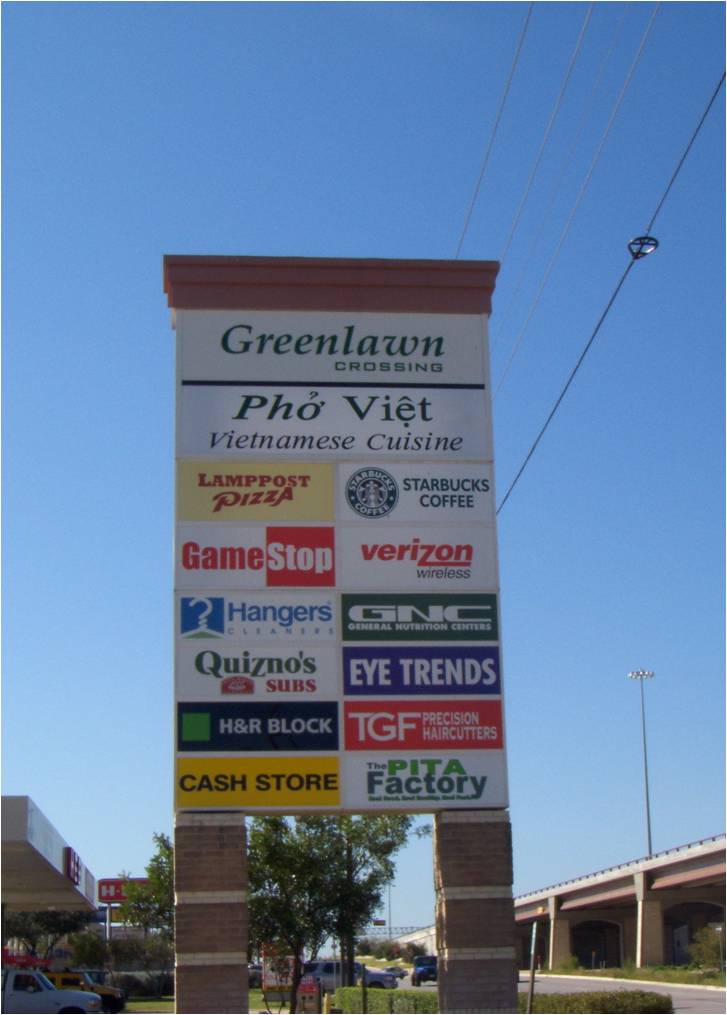 Greenlawn
CROSSING
Phở Việt
Vietnamese Cuisine
LAMPPOST
PIZZA
STARBUCKS
COFFEE
STARBUCKS
COFFEE
GameStop
verizon
wireless
Hangers
CLEANERS
GNC
GENERAL NUTRITION CENTERS
Quizno's
SUBS
EYE TRENDS
H&R BLOCK
TGF PRECISION
HAIRCUTTERS
CASH STORE
The PITA
Factory